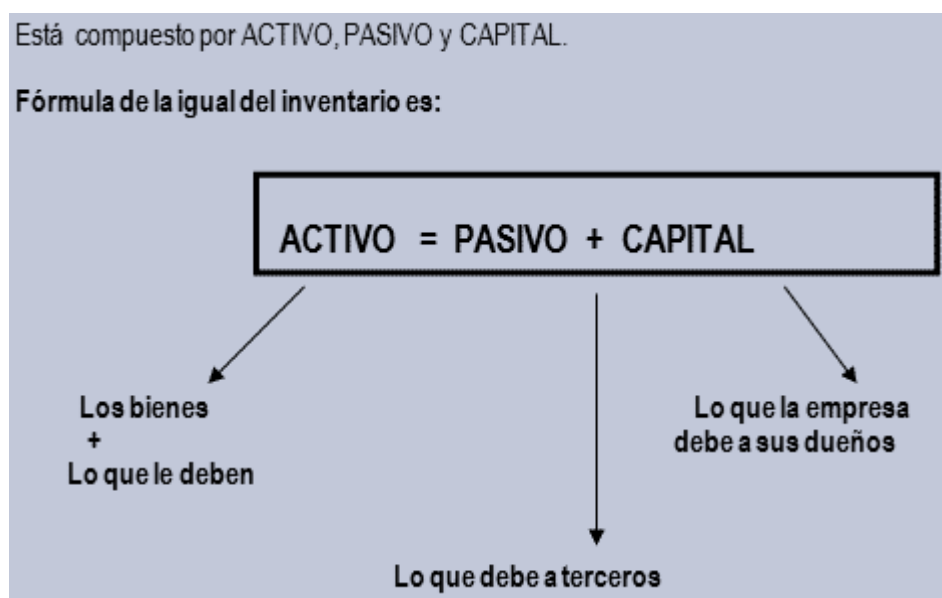 Está compuesto por ACTIVO, PASIVO y CAPITAL.
Fórmula de la igual del inventario es:
ACTIVO = PASIVO + CAPITAL
Los bienes
+
Lo que le deben
Lo que la empresa
debe a sus dueños
Lo que debe a terceros